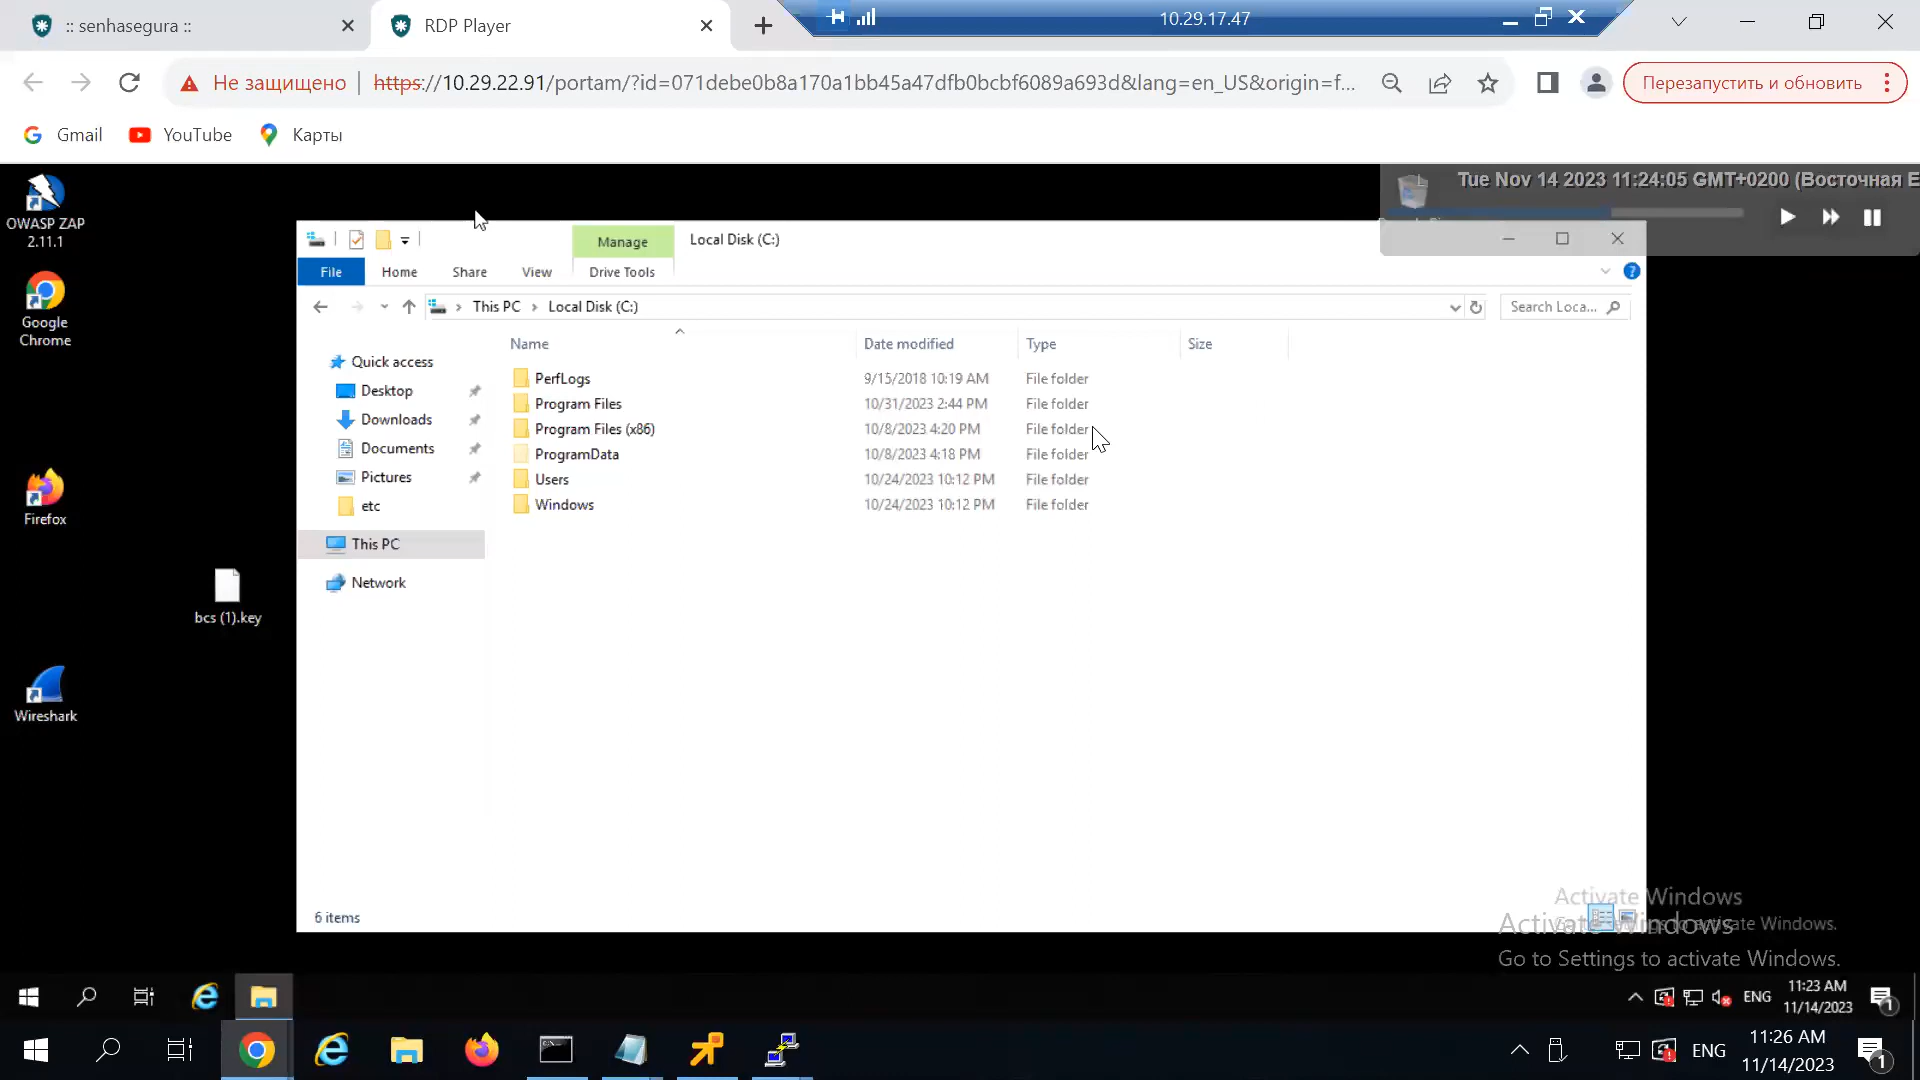 :: senhasegura ::
RDP Player
10.29.17.47
Не защищено
https://10.29.22.91/portam/?id=071debe0b8a170a1bb45a47dfb0bcbf6089a693d&lang=en_US&origin=f...
Перезапустить и обновить
Gmail
YouTube
Карты
Tue Nov 14 2023 11:24:05 GMT+0200 (Восточная Е
OWASP ZAP
2.11.1
Google
Chrome
Firefox
bcs (1).key
Wireshark
Manage
Local Disk (C:)
File
Home
Share
View
Drive Tools
This PC
Local Disk (C:)
Search Loca...
Name
Date modified
Type
Size
Quick access
Desktop
Downloads
Documents
Pictures
etc
This PC
Network
PerfLogs 9/15/2018 10:19 AM File folder
Program Files 10/31/2023 2:44 PM File folder
Program Files (x86) 10/8/2023 4:20 PM File folder
ProgramData 10/8/2023 4:18 PM File folder
Users 10/24/2023 10:12 PM File folder
Windows 10/24/2023 10:12 PM File folder
6 items
Activate Windows
Activate Windows
Go to Settings to activate Windows.
ENG
11:23 AM
11/14/2023
1
ENG
11:26 AM
11/14/2023
1